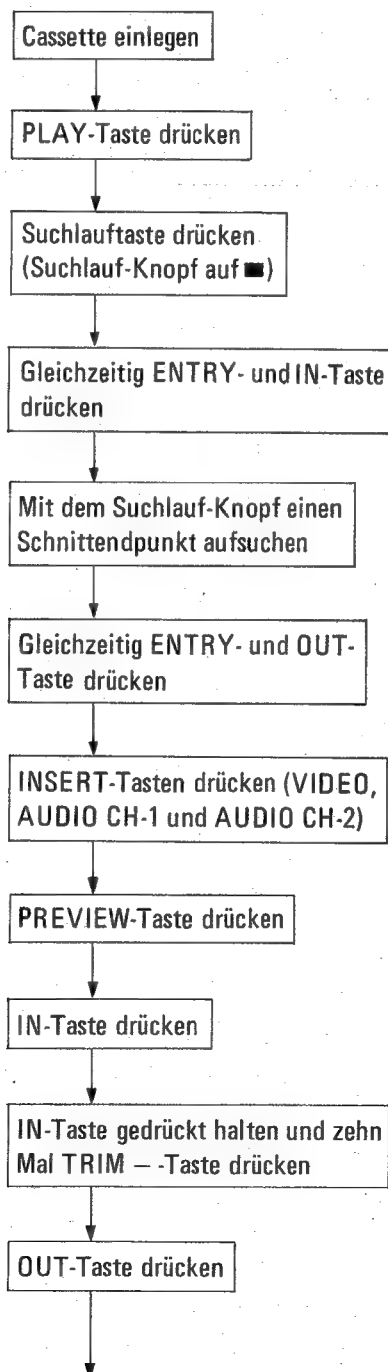 Cassette einlegen
PLAY-Taste drücken
Suchlauftaste drücken
(Suchlauf-Knopf auf ■)
Gleichzeitig ENTRY- und IN-Taste
drücken
Mit dem Suchlauf-Knopf einen
Schnittendpunkt aufsuchen
Gleichzeitig ENTRY- und OUT-
Taste drücken
INSERT-Tasten drücken (VIDEO,
AUDIO CH-1 und AUDIO CH-2)
PREVIEW-Taste drücken
IN-Taste drücken
IN-Taste gedrückt halten und zehn
Mal TRIM – -Taste drücken
OUT-Taste drücken